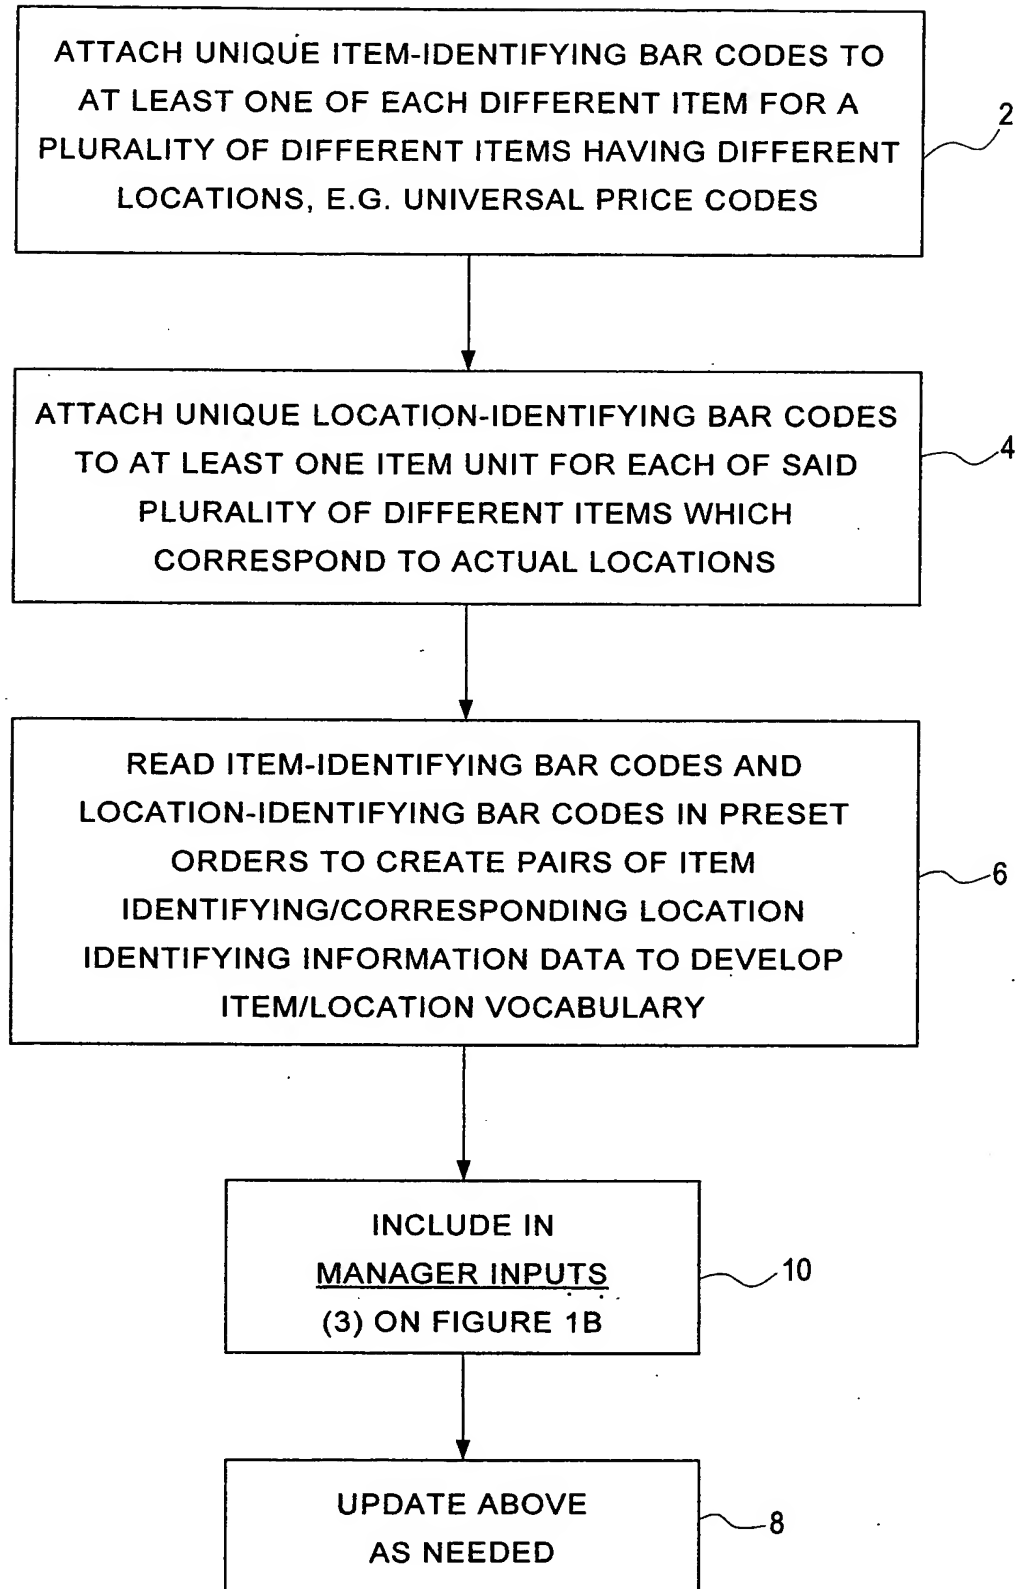 ATTACH UNIQUE ITEM-IDENTIFYING BAR CODES TO
AT LEAST ONE OF EACH DIFFERENT ITEM FOR A
PLURALITY OF DIFFERENT ITEMS HAVING DIFFERENT
LOCATIONS, E.G. UNIVERSAL PRICE CODES
2
ATTACH UNIQUE LOCATION-IDENTIFYING BAR CODES
TO AT LEAST ONE ITEM UNIT FOR EACH OF SAID
PLURALITY OF DIFFERENT ITEMS WHICH
CORRESPOND TO ACTUAL LOCATIONS
4
READ ITEM-IDENTIFYING BAR CODES AND
LOCATION-IDENTIFYING BAR CODES IN PRESET
ORDERS TO CREATE PAIRS OF ITEM
IDENTIFYING/CORRESPONDING LOCATION
IDENTIFYING INFORMATION DATA TO DEVELOP
ITEM/LOCATION VOCABULARY
6
INCLUDE IN
MANAGER INPUTS
(3) ON FIGURE 1B
10
UPDATE ABOVE
AS NEEDED
8